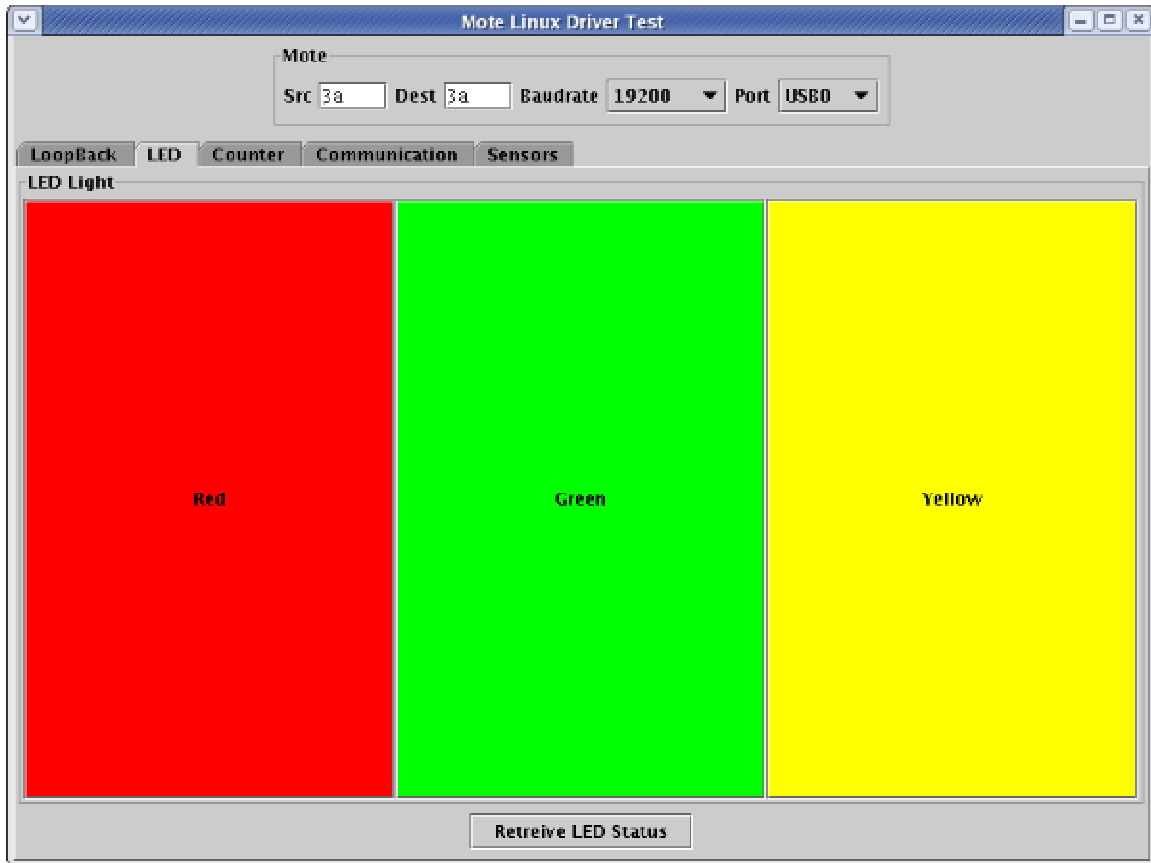 Mote Linux Driver Test
Mote
Src 3a Dest 3a Baudrate 19200 Port USB0
LoopBack LED Counter Communication Sensors
LED Light
Red Green Yellow
Retreive LED Status